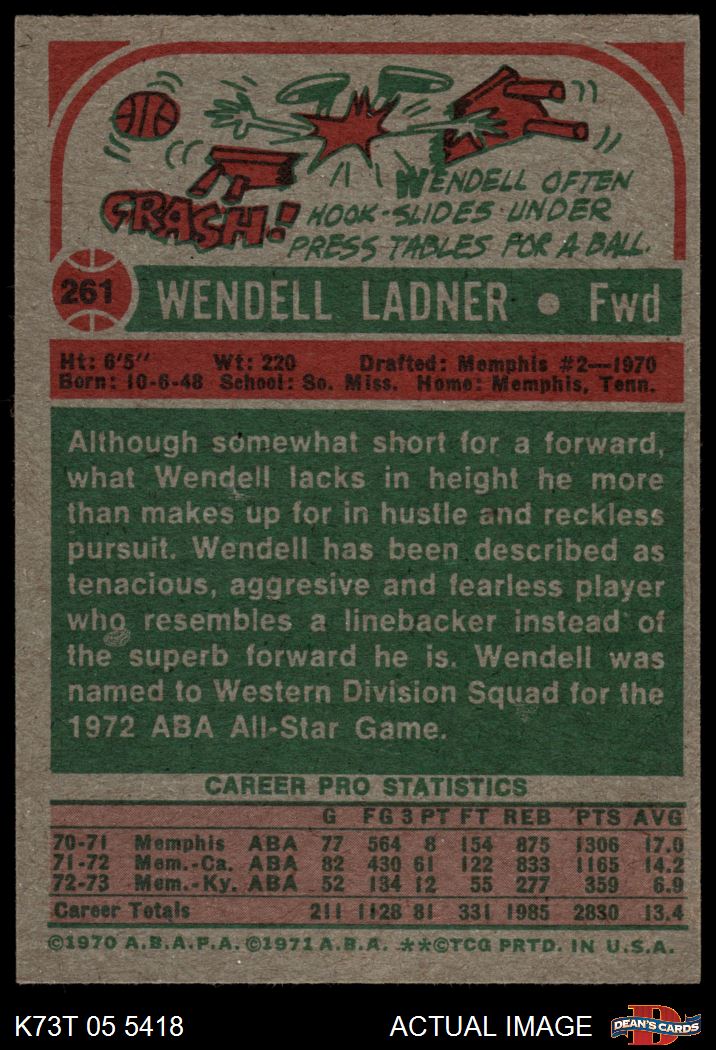 CRASH!
WENDELL OFTEN
HOOK-SLIDES UNDER
PRESS TABLES FOR A BALL.
261 WENDELL LADNER • Fwd
Ht: 6'5" Wt: 220 Drafted: Memphis #2—1970
Born: 10-6-48 School: So. Miss. Home: Memphis, Tenn.
Although somewhat short for a forward,
what Wendell lacks in height he more
than makes up for in hustle and reckless
pursuit. Wendell has been described as
tenacious, aggresive and fearless player
who resembles a linebacker instead of
the superb forward he is. Wendell was
named to Western Division Squad for the
1972 ABA All-Star Game.
CAREER PRO STATISTICS
G FG 3 PT FT REB PTS AVG
70-71 Memphis ABA 77 564 8 154 875 1306 17.0
71-72 Mem.-Ca. ABA 82 430 61 122 833 1165 14.2
72-73 Mem.-Ky. ABA 52 134 12 55 277 359 6.9
Career Totals 211 1128 81 331 1985 2830 13.4
©1970 A.B.A.P.A. ©1971 A.B.A. **©TCG PRTD. IN U.S.A.
K73T 05 5418 ACTUAL IMAGE D DEAN'S CARDS